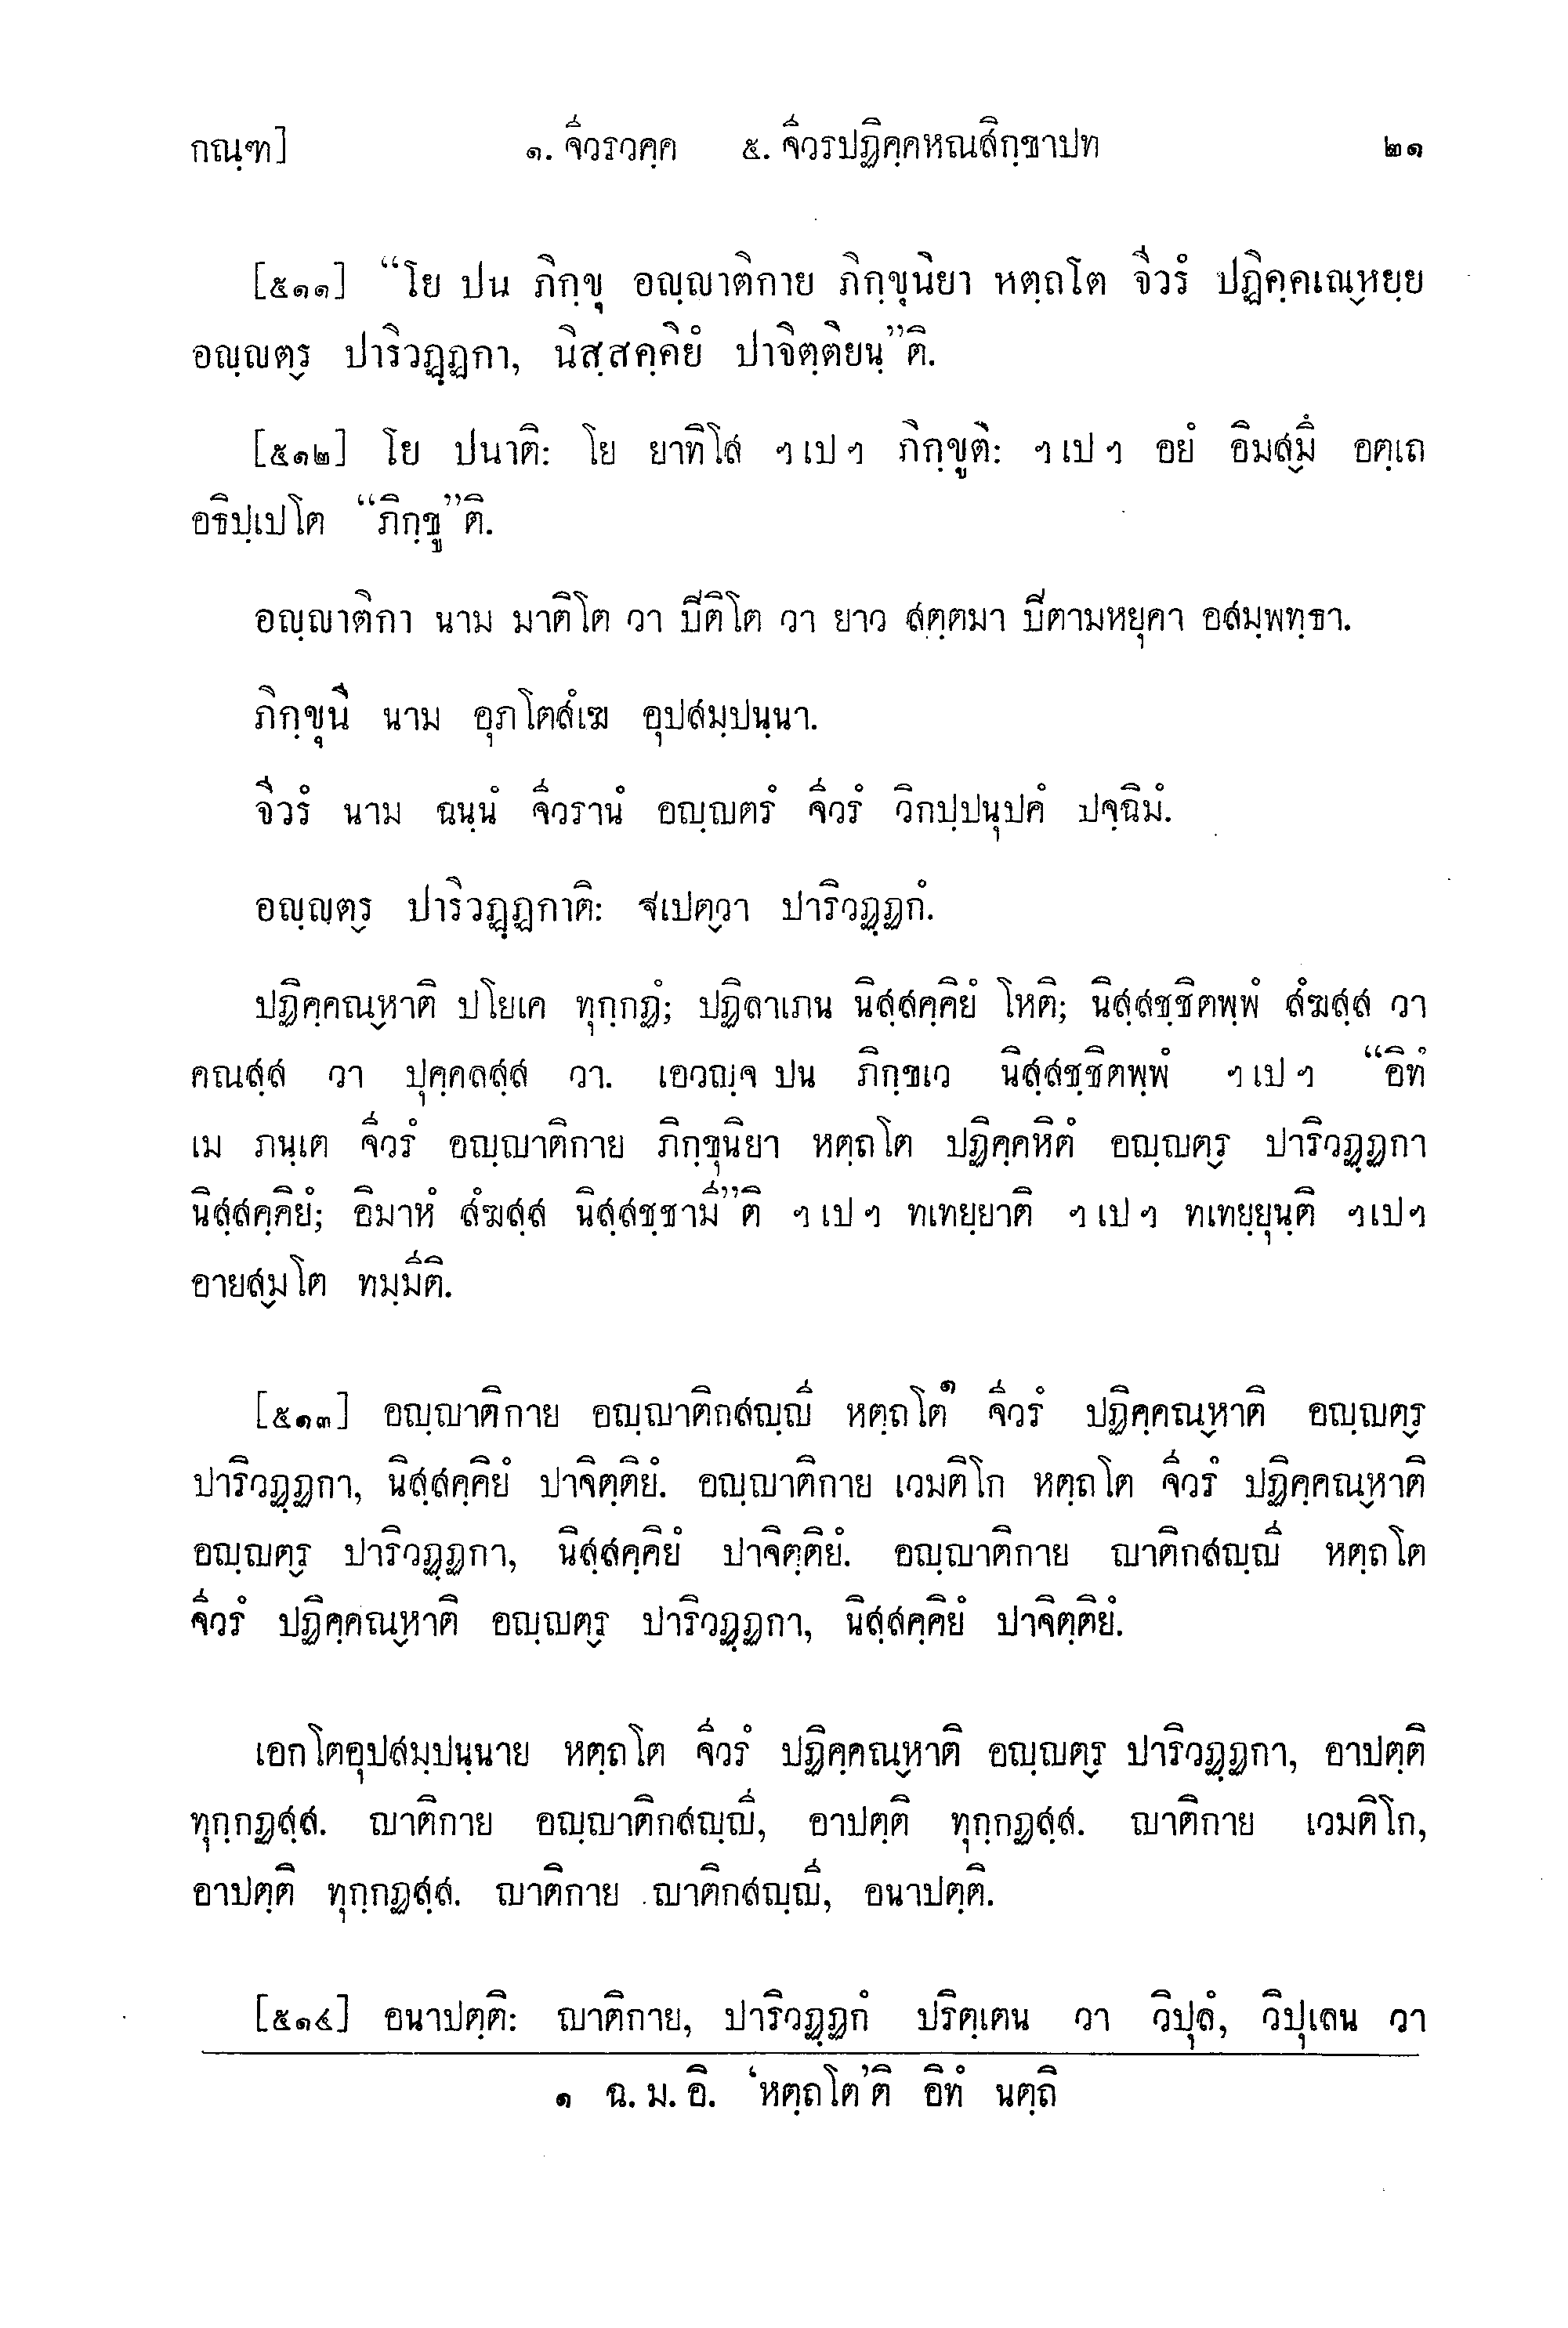 กณฺฑ] ๑. จีวรวคฺค ๕. จีวรปฏิคฺคหณสิกฺขาปท ๒๑
[๕๑๑] “โย ปน ภิกฺขุ อญฺญาติกาย ภิกฺขุนิยา หตฺถโต จีวรํ ปฏิคฺคเณฺหยฺย
อญฺญตฺร ปาริวฏฺฏกา, นิสฺสคฺคิยํ ปาจิตฺติยนฺ”ติ.
[๕๑๒] โย ปนาติ: โย ยาทิโส ฯเปฯ ภิกฺขูติ: ฯเปฯ อยํ อิมสฺมึ อตฺเถ
อธิปฺเปโต “ภิกฺขู”ติ.
อญฺญาติกา นาม มาติโต วา ปีติโต วา ยาว สตฺตมา ปีตามหยุคา อสมฺพทฺธา.
ภิกฺขุนี นาม อุภโตสํเฆ อุปสมฺปนฺนา.
จีวรํ นาม ฉนฺนํ จีวรานํ อญฺญตรํ จีวรํ วิกปฺปนุปคํ ปจฺฉิมํ.
อญฺญตฺร ปาริวฏฺฏกาติ: ฐเปตฺวา ปาริวฏฺฏกํ.
ปฏิคฺคณฺหาติ ปโยเค ทุกฺกฏํ; ปฏิลาเภน นิสฺสคฺคิยํ โหติ; นิสฺสชฺชิตพฺพํ สํฆสฺส วา
คณสฺส วา ปุคฺคลสฺส วา. เอวญฺจ ปน ภิกฺขเว นิสฺสชฺชิตพฺพํ ฯเปฯ “อิทํ
เม ภนฺเต จีวรํ อญฺญาติกาย ภิกฺขุนิยา หตฺถโต ปฏิคฺคหิตํ อญฺญตฺร ปาริวฏฺฏกา
นิสฺสคฺคิยํ; อิมาหํ สํฆสฺส นิสฺสชฺชามี”ติ ฯเปฯ ทเทยฺยาติ ฯเปฯ ทเทยฺยุนฺติ ฯเปฯ
อายสฺมโต ทมฺมีติ.
[๕๑๓] อญฺญาติกาย อญฺญาติกสญฺญี หตฺถโต๑ จีวรํ ปฏิคฺคณฺหาติ อญฺญตฺร
ปาริวฏฺฏกา, นิสฺสคฺคิยํ ปาจิตฺติยํ. อญฺญาติกาย เวมติโก หตฺถโต จีวรํ ปฏิคฺคณฺหาติ
อญฺญตฺร ปาริวฏฺฏกา, นิสฺสคฺคิยํ ปาจิตฺติยํ. อญฺญาติกาย ญาติกสญฺญี หตฺถโต
จีวรํ ปฏิคฺคณฺหาติ อญฺญตฺร ปาริวฏฺฏกา, นิสฺสคฺคิยํ ปาจิตฺติยํ.
เอกโตอุปสมฺปนฺนาย หตฺถโต จีวรํ ปฏิคฺคณฺหาติ อญฺญตฺร ปาริวฏฺฏกา, อาปตฺติ
ทุกฺกฏสฺส. ญาติกาย อญฺญาติกสญฺญี, อาปตฺติ ทุกฺกฏสฺส. ญาติกาย เวมติโก,
อาปตฺติ ทุกฺกฏสฺส. ญาติกาย ญาติกสญฺญี, อนาปตฺติ.
[๕๑๔] อนาปตฺติ: ญาติกาย, ปาริวฏฺฏกํ ปริตฺเตน วา วิปุลํ, วิปุเลน วา
๑ ฉ. ม. อิ. ‘หตฺถโต’ติ อิทํ นตฺถิ